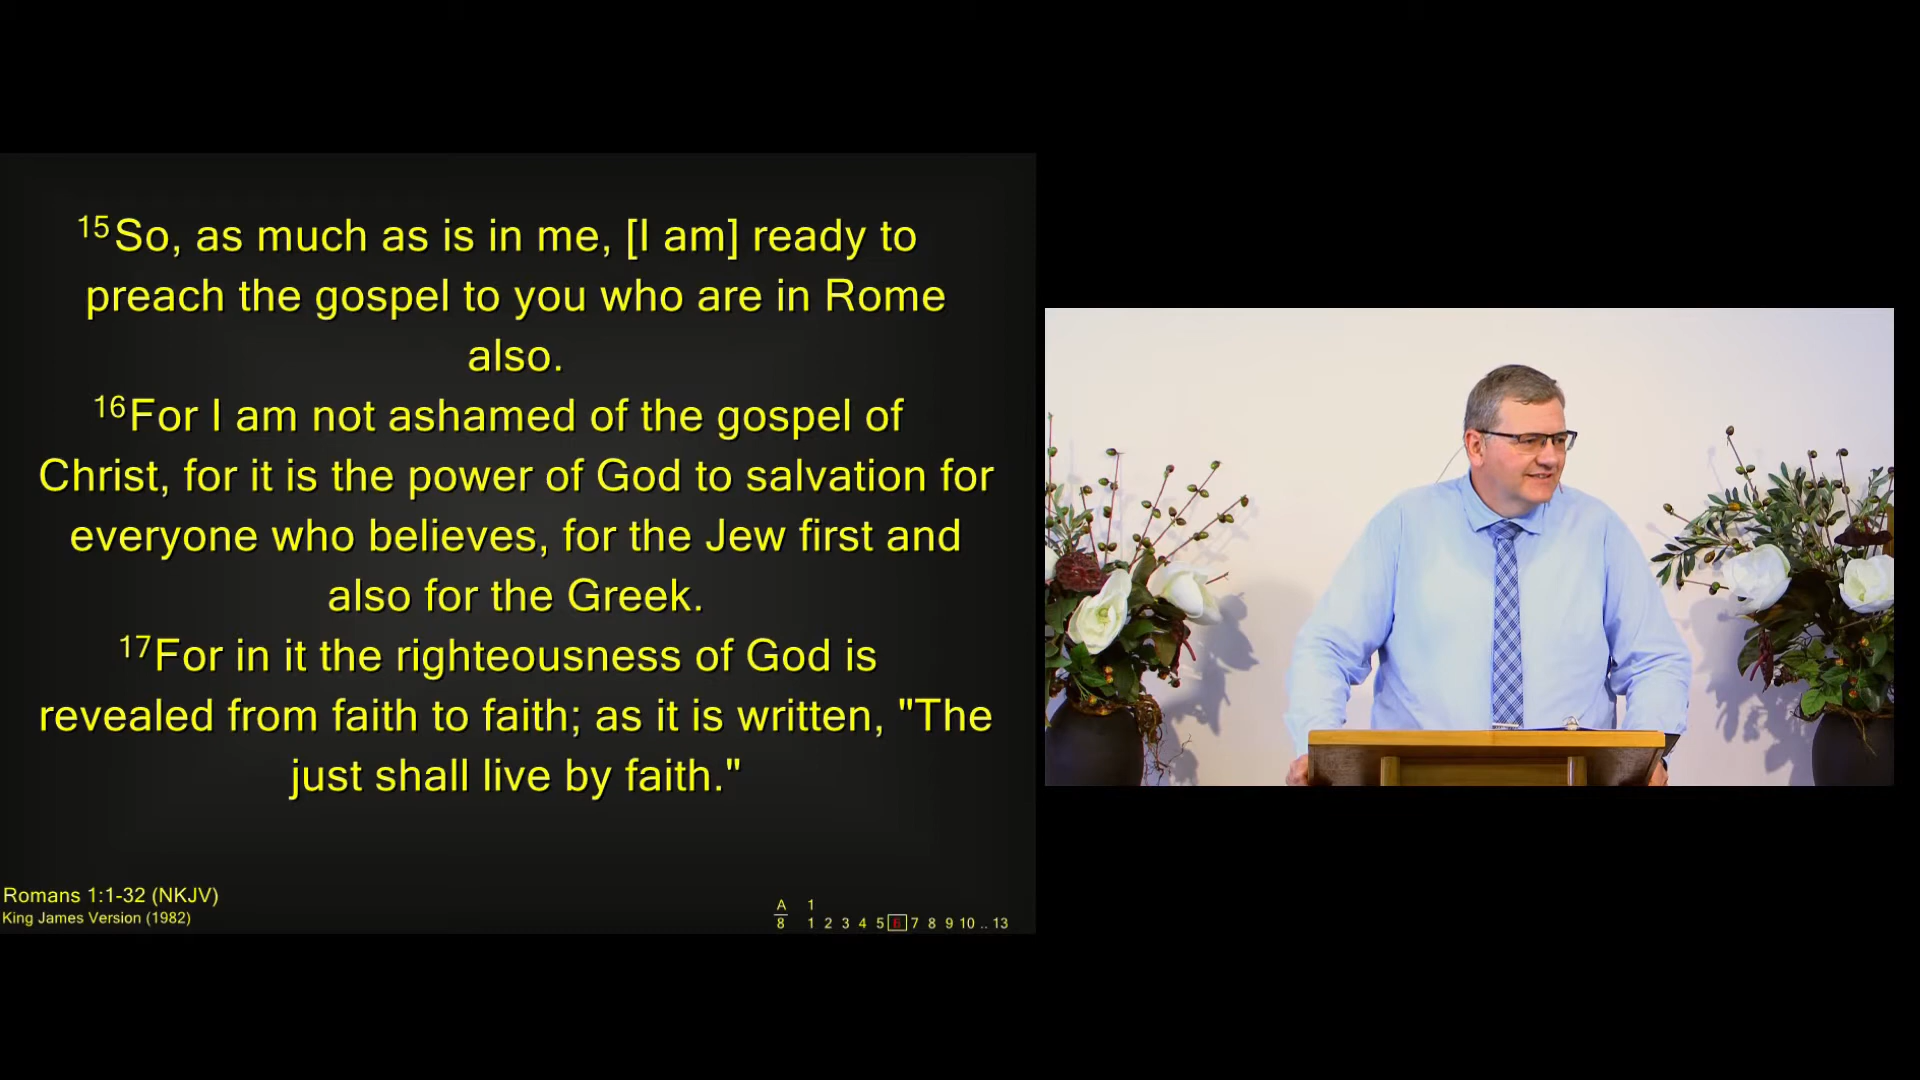 15So, as much as is in me, [I am] ready to
preach the gospel to you who are in Rome
also.
16For I am not ashamed of the gospel of
Christ, for it is the power of God to salvation for
everyone who believes, for the Jew first and
also for the Greek.
17For in it the righteousness of God is
revealed from faith to faith; as it is written, "The
just shall live by faith."
Romans 1:1-32 (NKJV)
King James Version (1982)
A 1
8 1 2 3 4 5 6 7 8 9 10 .. 13